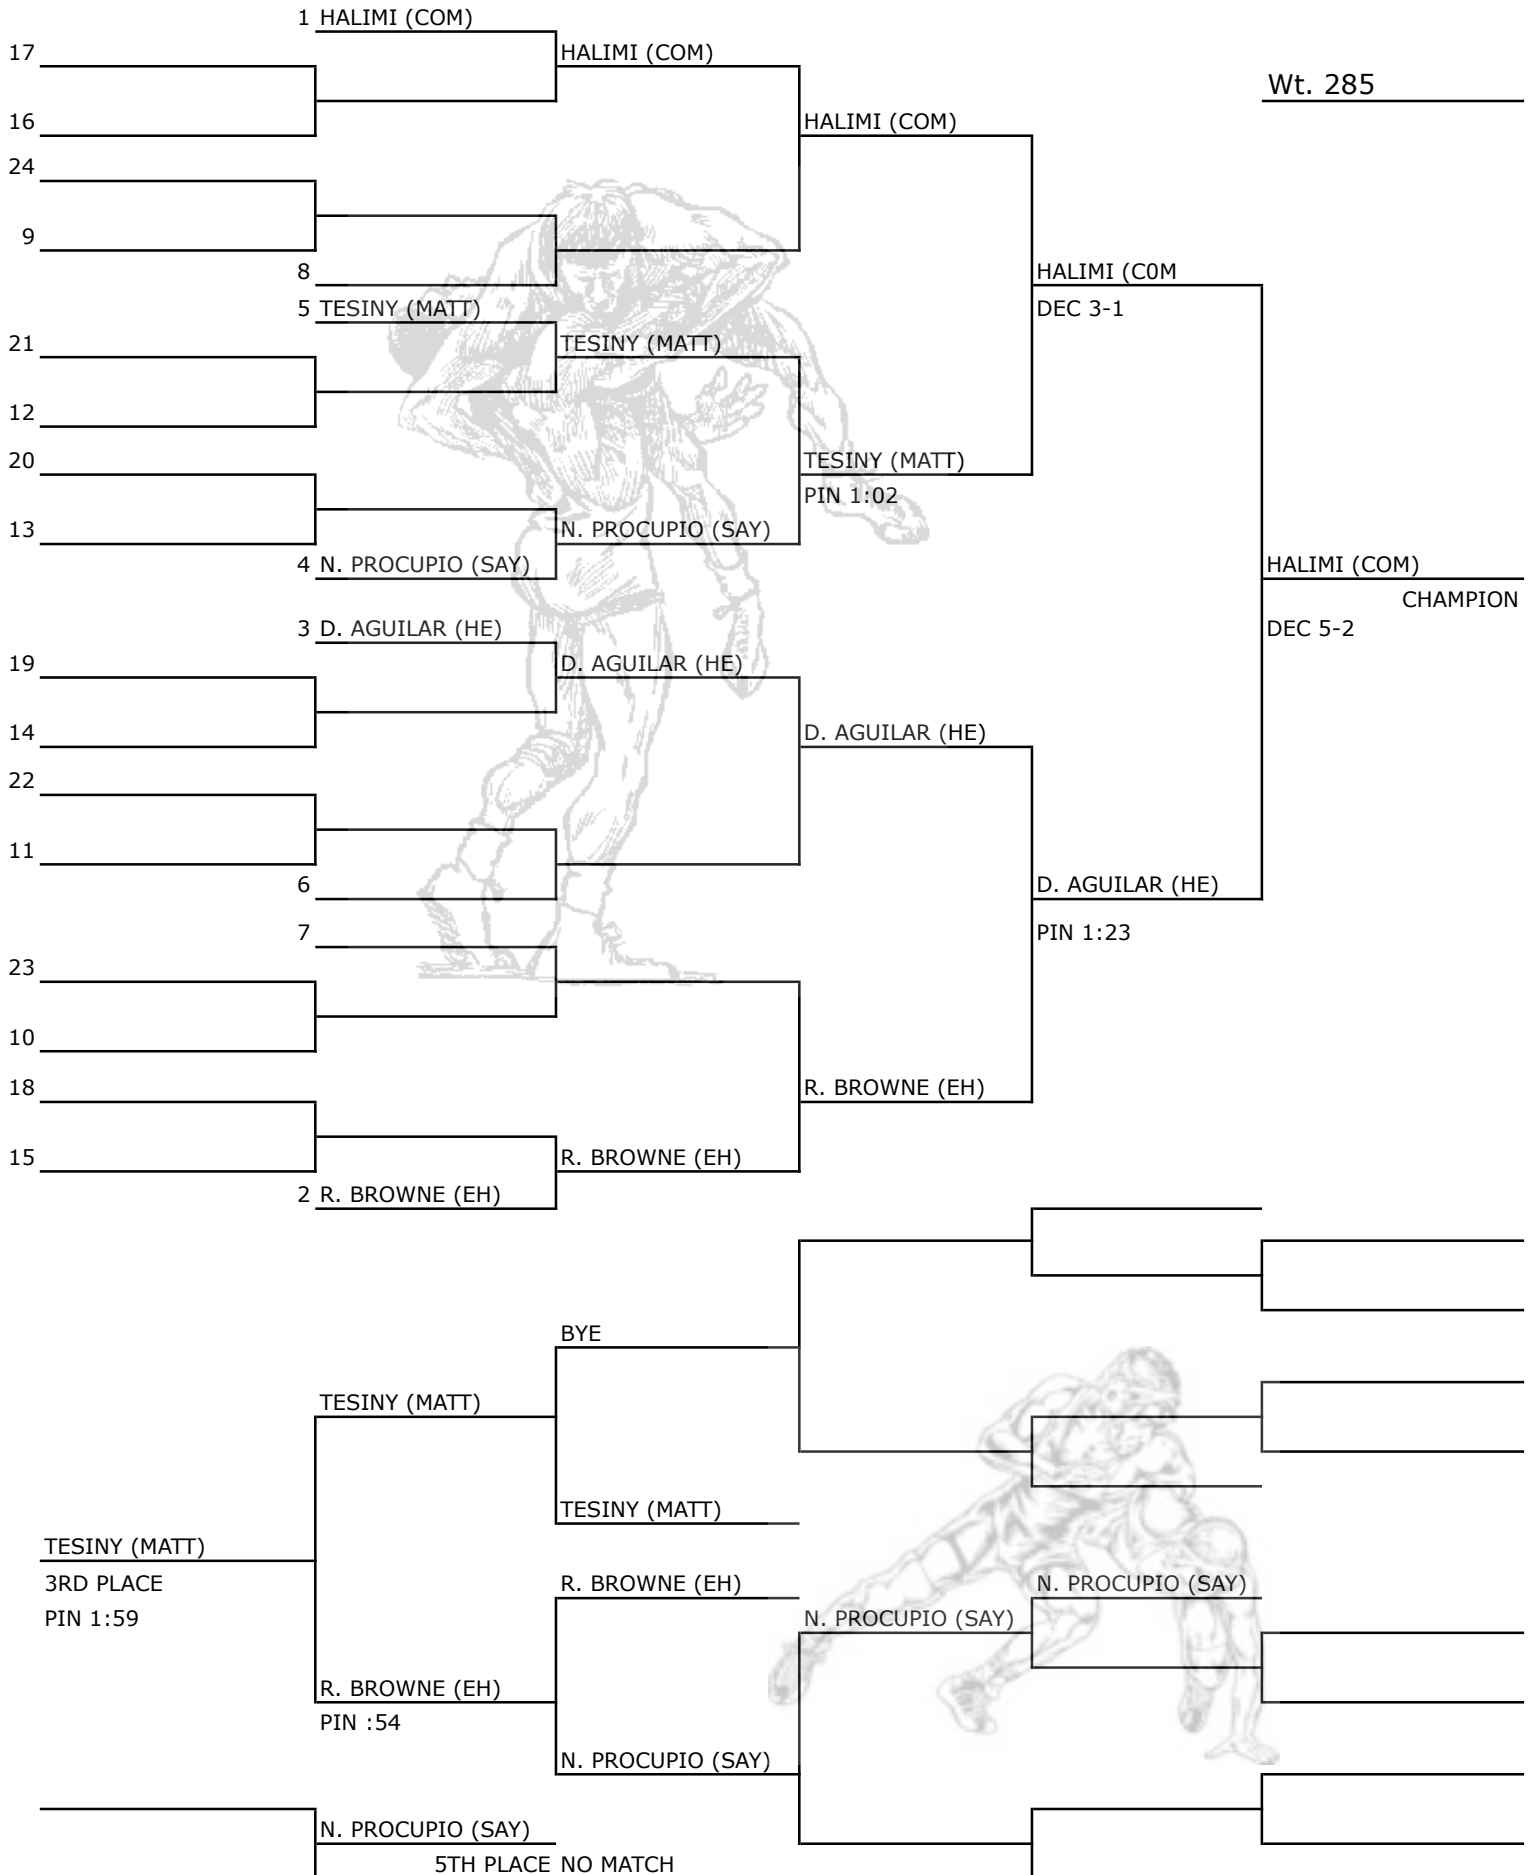 1 HALIMI (COM)
17
HALIMI (COM)
Wt. 285
16
HALIMI (COM)
24
9
8
HALIMI (C0M
5 TESINY (MATT)
DEC 3-1
21
TESINY (MATT)
12
20
TESINY (MATT)
PIN 1:02
13
N. PROCUPIO (SAY)
4 N. PROCUPIO (SAY)
HALIMI (COM)
CHAMPION
3 D. AGUILAR (HE)
DEC 5-2
19
D. AGUILAR (HE)
14
D. AGUILAR (HE)
22
11
6
D. AGUILAR (HE)
7
PIN 1:23
23
10
18
R. BROWNE (EH)
15
R. BROWNE (EH)
2 R. BROWNE (EH)
BYE
TESINY (MATT)
TESINY (MATT)
TESINY (MATT)
3RD PLACE
R. BROWNE (EH)
N. PROCUPIO (SAY)
PIN 1:59
N. PROCUPIO (SAY)
R. BROWNE (EH)
PIN :54
N. PROCUPIO (SAY)
N. PROCUPIO (SAY)
5TH PLACE NO MATCH